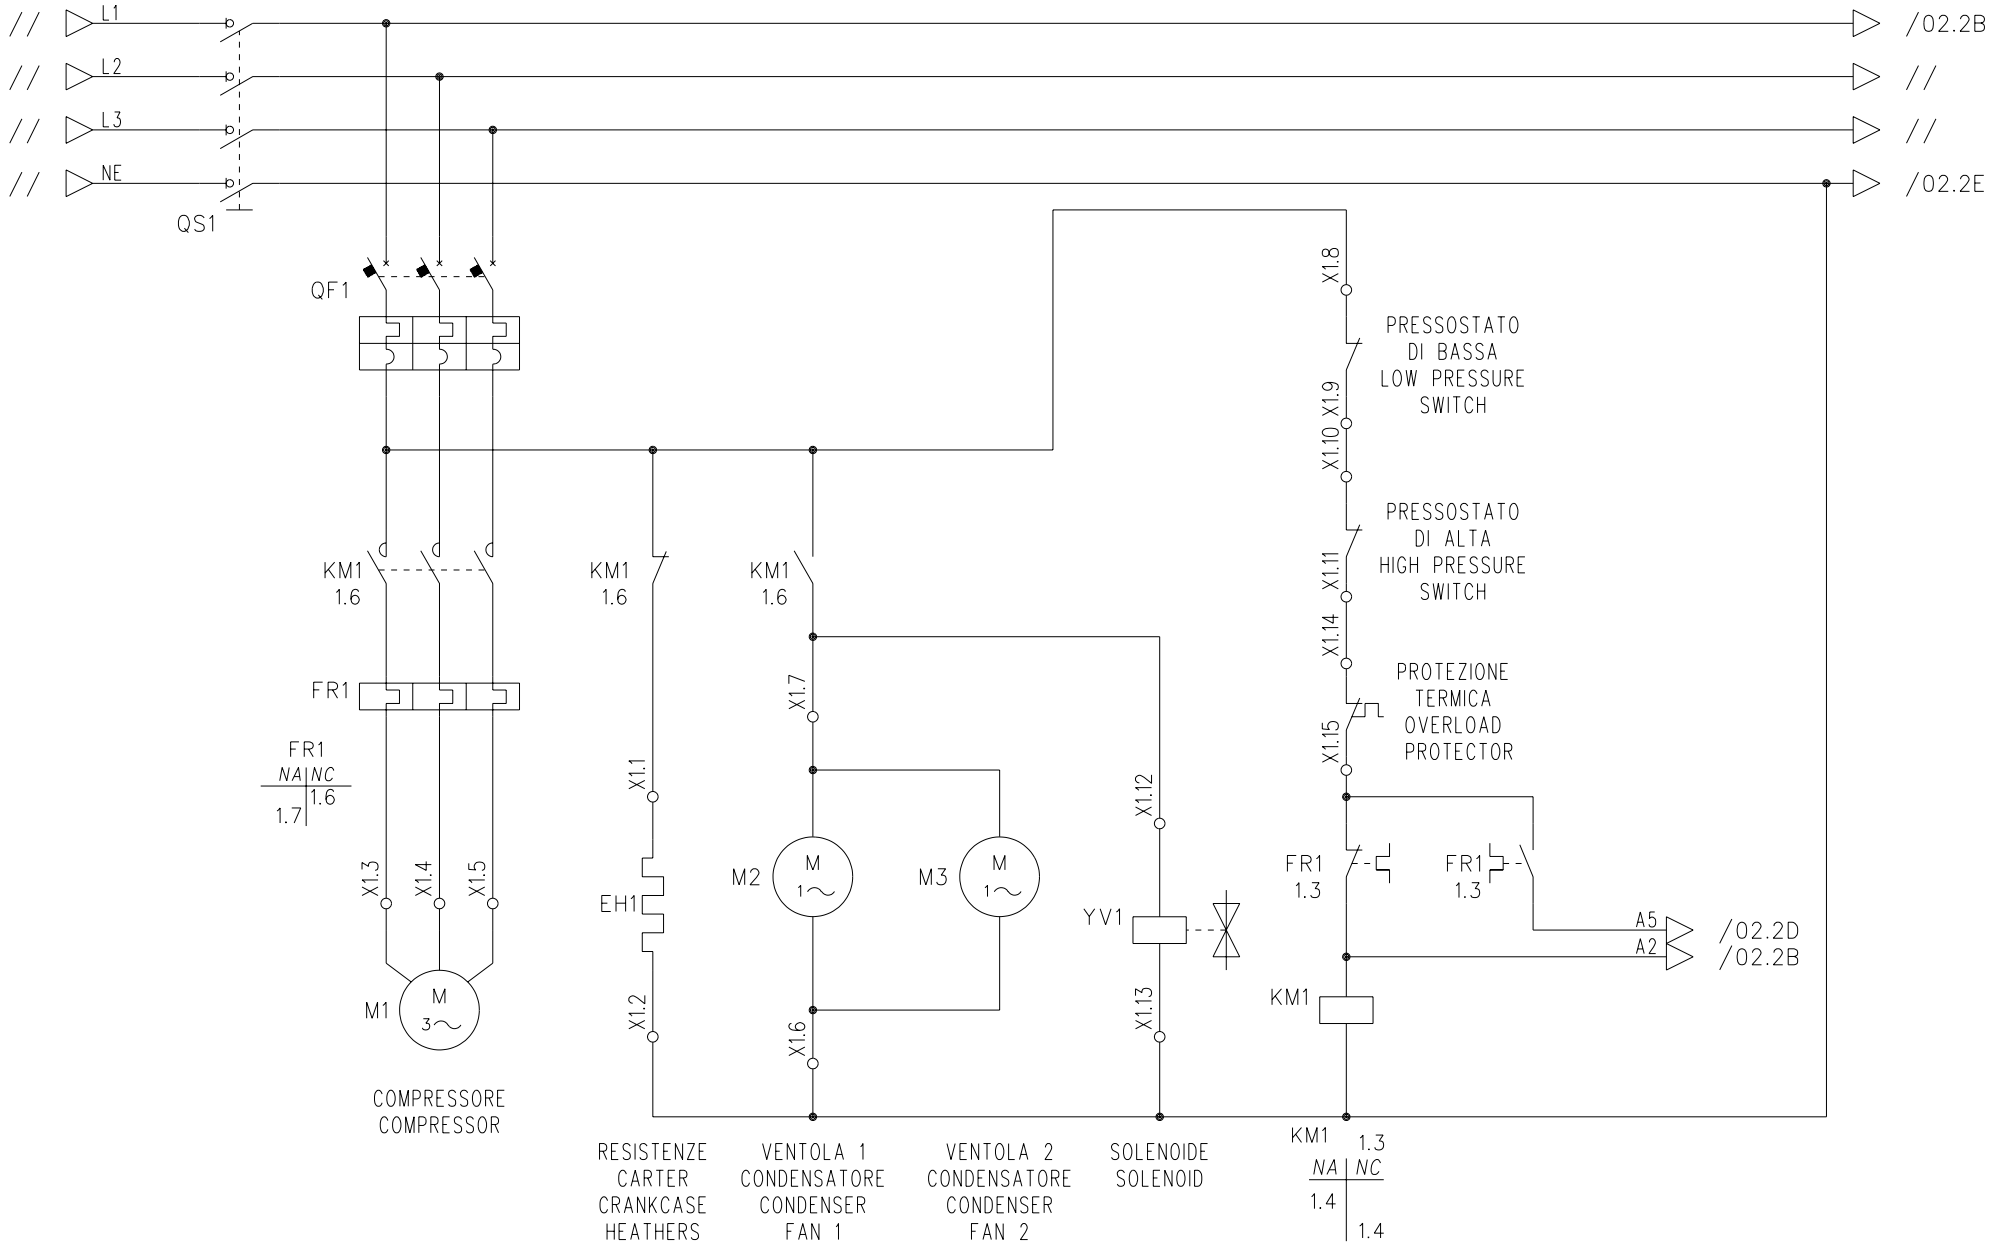 // L1 /02.2B
// L2 //
// L3 //
// NE /02.2E
QS1
QF1
X1.8
PRESSOSTATO
DI BASSA
LOW PRESSURE
SWITCH
X1.9
X1.10
PRESSOSTATO
DI ALTA
HIGH PRESSURE
SWITCH
X1.11
X1.14
KM1
1.6
KM1
1.6
KM1
1.6
PROTEZIONE
TERMICA
OVERLOAD
PROTECTOR
X1.15
FR1
X1.7
FR1
NA NC
1.6
1.7
X1.1
X1.12
X1.3
X1.4
X1.5
M2
M
1
M3
M
1
FR1
1.3
FR1
1.3
EH1
YV1
A5 /02.2D
A2 /02.2B
M1
M
3
X1.2
X1.6
X1.13
KM1
COMPRESSORE
COMPRESSOR
RESISTENZE
CARTER
CRANKCASE
HEATHERS
VENTOLA 1
CONDENSATORE
CONDENSER
FAN 1
VENTOLA 2
CONDENSATORE
CONDENSER
FAN 2
SOLENOIDE
SOLENOID
KM1 1.3
NA NC
1.4
1.4